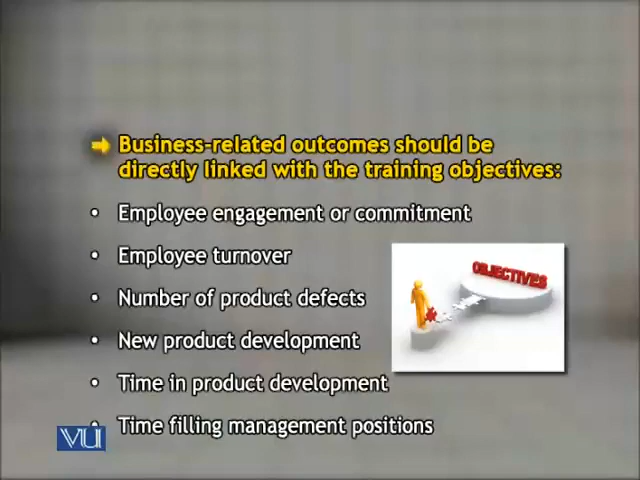 Business-related outcomes should be
directly linked with the training objectives:
• Employee engagement or commitment
• Employee turnover
OBJECTIVES
• Number of product defects
• New product development
• Time in product development
• Time filling management positions
VU